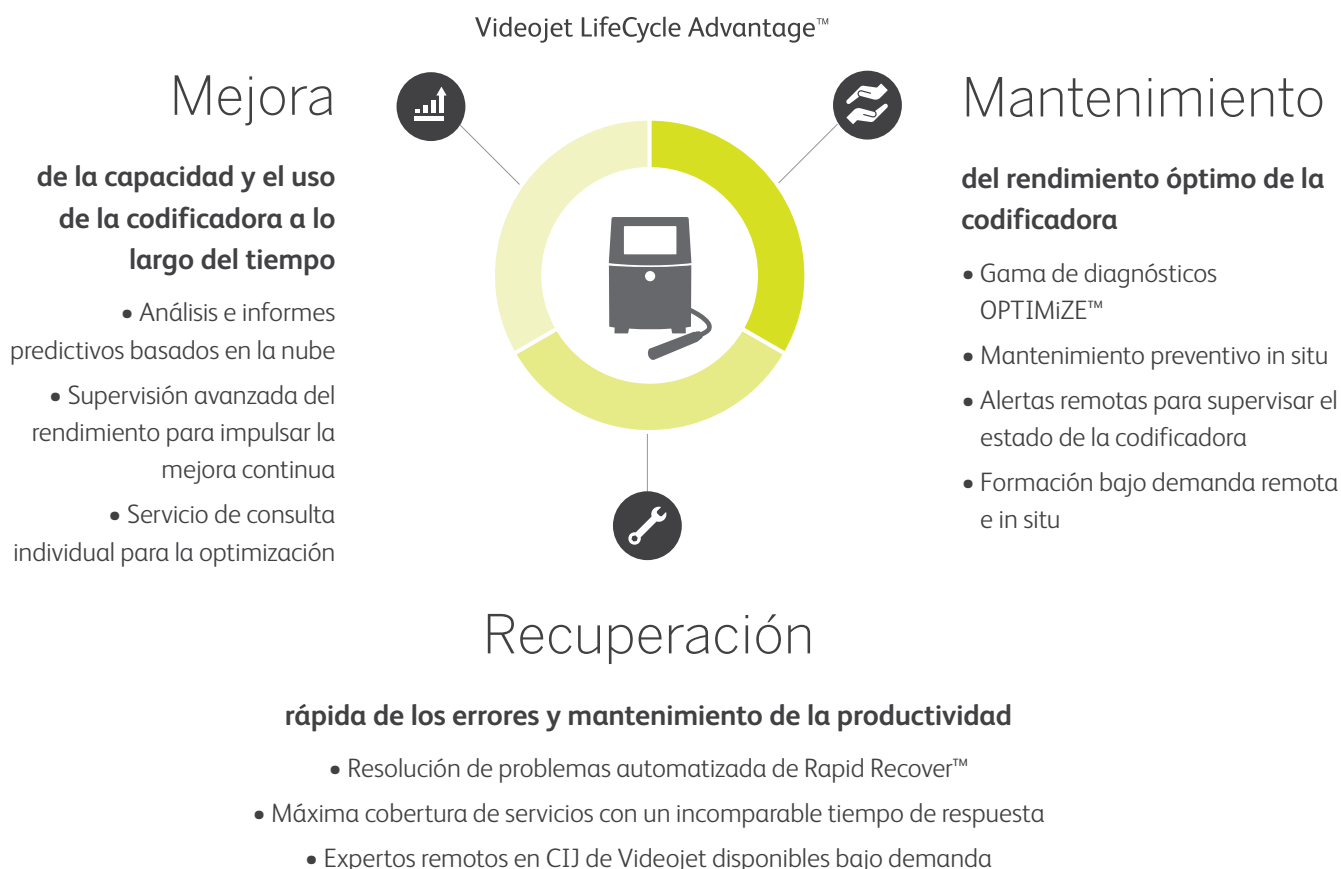 Videojet LifeCycle Advantage™
Mejora
de la capacidad y el uso
de la codificadora a lo
largo del tiempo
• Análisis e informes
predictivos basados en la nube
• Supervisión avanzada del
rendimiento para impulsar la
mejora continua
• Servicio de consulta
individual para la optimización
Mantenimiento
del rendimiento óptimo de la
codificadora
• Gama de diagnósticos
OPTIMiZE™
• Mantenimiento preventivo in situ
• Alertas remotas para supervisar el
estado de la codificadora
• Formación bajo demanda remota
e in situ
Recuperación
rápida de los errores y mantenimiento de la productividad
• Resolución de problemas automatizada de Rapid Recover™
• Máxima cobertura de servicios con un incomparable tiempo de respuesta
• Expertos remotos en CIJ de Videojet disponibles bajo demanda